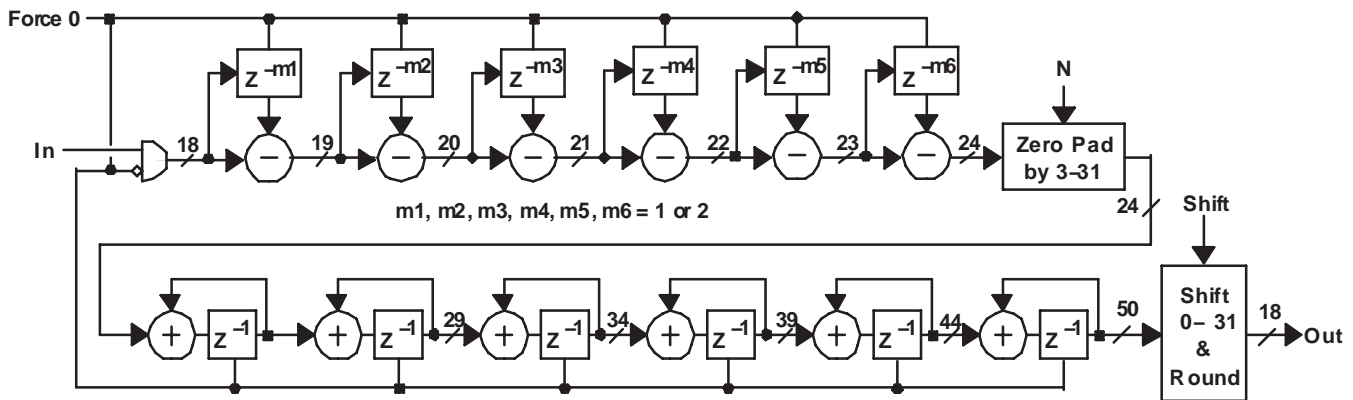 Force 0
z–m1
z–m2
z–m3
z–m4
z–m5
z–m6
N
In
18
–
19
–
20
–
21
–
22
–
23
–
24
Zero Pad
by 3–31
m1, m2, m3, m4, m5, m6 = 1 or 2
24
Shift
+
z–1
+
z–1
29
+
z–1
34
+
z–1
39
+
z–1
44
+
z–1
50
Shift
0– 31
&
Round
18
Out